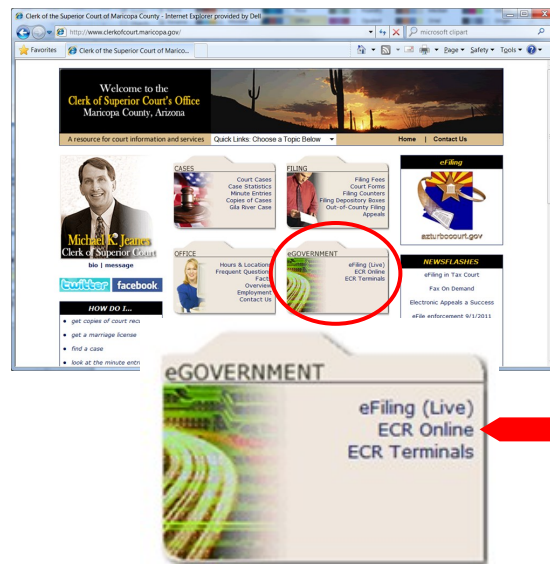 Clerk of the Superior Court of Maricopa County - Internet Explorer provided by Dell
http://www.clerkofcourt.maricopa.gov/
microsoft clipart
Favorites
Clerk of the Superior Court of Marico...
Page
Safety
Tools
Welcome to the
Clerk of Superior Court's Office
Maricopa County, Arizona
A resource for court information and services
Quick Links: Choose a Topic Below
Home | Contact Us
Michael K. Jeanes
Clerk of Superior Court
bio | message
twitter
facebook
HOW DO I...
get copies of court rec
get a marriage license
find a case
look at the minute entr
CASES
Court Cases
Case Statistics
Minute Entries
Copies of Cases
Gila River Case
FILING
Filing Fees
Court Forms
Filing Counters
Filing Depository Boxes
Out-of-County Filing
Appeals
OFFICE
Hours & Locations
Frequent Questions
Facts
Overview
Employment
Contact Us
eGOVERNMENT
eFiling (Live)
ECR Online
ECR Terminals
eFiling
azturbocourt.gov
NEWSFLASHES
eFiling in Tax Court
Fax On Demand
Electronic Appeals a Success
eFile enforcement 9/1/2011
eGOVERNMENT
eFiling (Live)
ECR Online
ECR Terminals